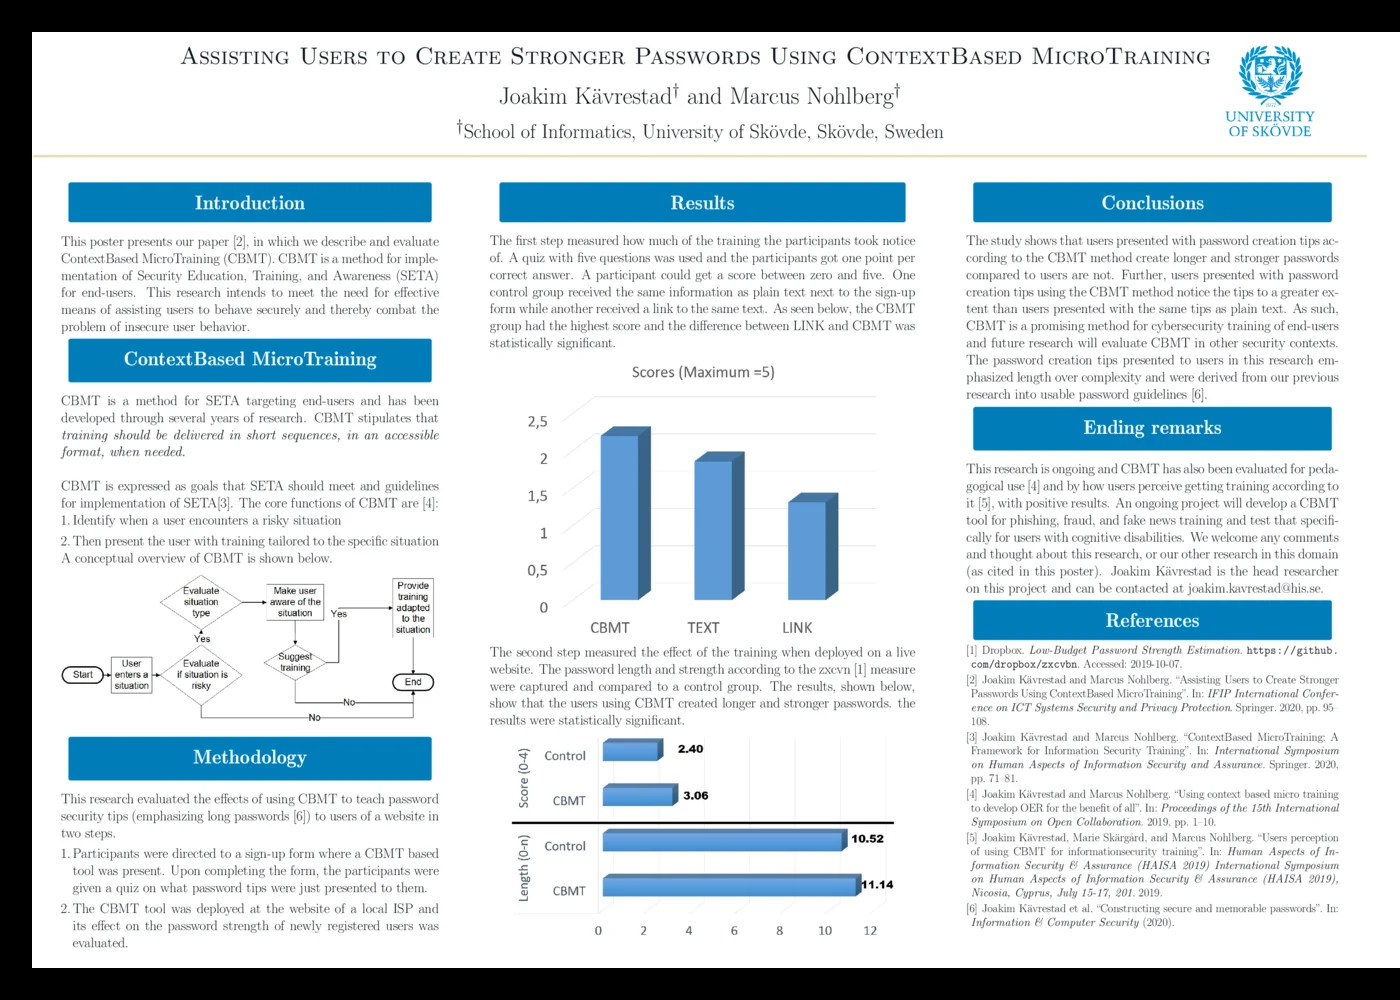 Assisting Users to Create Stronger Passwords Using ContextBased MicroTraining
Joakim Kävrestad† and Marcus Nohlberg†
†School of Informatics, University of Skövde, Skövde, Sweden
UNIVERSITY
OF SKÖVDE
Introduction
This poster presents our paper [2], in which we describe and evaluate
ContextBased MicroTraining (CBMT). CBMT is a method for imple-
mentation of Security Education, Training, and Awareness (SETA)
for end-users. This research intends to meet the need for effective
means of assisting users to behave securely and thereby combat the
problem of insecure user behavior.
ContextBased MicroTraining
CBMT is a method for SETA targeting end-users and has been
developed through several years of research. CBMT stipulates that
training should be delivered in short sequences, in an accessible
format, when needed.
CBMT is expressed as goals that SETA should meet and guidelines
for implementation of SETA[3]. The core functions of CBMT are [4]:
1. Identify when a user encounters a risky situation
2. Then present the user with training tailored to the specific situation
A conceptual overview of CBMT is shown below.
Start
User
enters a
situation
Evaluate
if situation is
risky
Yes
Evaluate
situation
type
Make user
aware of the
situation
Suggest
training
Yes
Provide
training
adapted
to the
situation
End
No
No
Methodology
This research evaluated the effects of using CBMT to teach password
security tips (emphasizing long passwords [6]) to users of a website in
two steps.
1. Participants were directed to a sign-up form where a CBMT based
tool was present. Upon completing the form, the participants were
given a quiz on what password tips were just presented to them.
2. The CBMT tool was deployed at the website of a local ISP and
its effect on the password strength of newly registered users was
evaluated.
Results
The first step measured how much of the training the participants took notice
of. A quiz with five questions was used and the participants got one point per
correct answer. A participant could get a score between zero and five. One
control group received the same information as plain text next to the sign-up
form while another received a link to the same text. As seen below, the CBMT
group had the highest score and the difference between LINK and CBMT was
statistically significant.
Scores (Maximum =5)
2,5
2
1,5
1
0,5
0
CBMT TEXT LINK
The second step measured the effect of the training when deployed on a live
website. The password length and strength according to the zxcvn [1] measure
were captured and compared to a control group. The results, shown below,
show that the users using CBMT created longer and stronger passwords. the
results were statistically significant.
Score (0-4)
Control 2.40
CBMT 3.06
Length (0-n)
Control 10.52
CBMT 11.14
0 2 4 6 8 10 12
Conclusions
The study shows that users presented with password creation tips ac-
cording to the CBMT method create longer and stronger passwords
compared to users are not. Further, users presented with password
creation tips using the CBMT method notice the tips to a greater ex-
tent than users presented with the same tips as plain text. As such,
CBMT is a promising method for cybersecurity training of end-users
and future research will evaluate CBMT in other security contexts.
The password creation tips presented to users in this research em-
phasized length over complexity and were derived from our previous
research into usable password guidelines [6].
Ending remarks
This research is ongoing and CBMT has also been evaluated for peda-
gogical use [4] and by how users perceive getting training according to
it [5], with positive results. An ongoing project will develop a CBMT
tool for phishing, fraud, and fake news training and test that specifi-
cally for users with cognitive disabilities. We welcome any comments
and thought about this research, or our other research in this domain
(as cited in this poster). Joakim Kävrestad is the head researcher
on this project and can be contacted at joakim.kavrestad@his.se.
References
[1] Dropbox. Low-Budget Password Strength Estimation. https://github.
com/dropbox/zxcvbn. Accessed: 2019-10-07.
[2] Joakim Kävrestad and Marcus Nohlberg. “Assisting Users to Create Stronger
Passwords Using ContextBased MicroTraining”. In: IFIP International Confer-
ence on ICT Systems Security and Privacy Protection. Springer. 2020, pp. 95–
108.
[3] Joakim Kävrestad and Marcus Nohlberg. “ContextBased MicroTraining: A
Framework for Information Security Training”. In: International Symposium
on Human Aspects of Information Security and Assurance. Springer. 2020,
pp. 71–81.
[4] Joakim Kävrestad and Marcus Nohlberg. “Using context based micro training
to develop OER for the benefit of all”. In: Proceedings of the 15th International
Symposium on Open Collaboration. 2019, pp. 1–10.
[5] Joakim Kävrestad, Marie Skärgård, and Marcus Nohlberg. “Users perception
of using CBMT for informationsecurity training”. In: Human Aspects of In-
formation Security & Assurance (HAISA 2019) International Symposium
on Human Aspects of Information Security & Assurance (HAISA 2019),
Nicosia, Cyprus, July 15-17, 201. 2019.
[6] Joakim Kävrestad et al. “Constructing secure and memorable passwords”. In:
Information & Computer Security (2020).